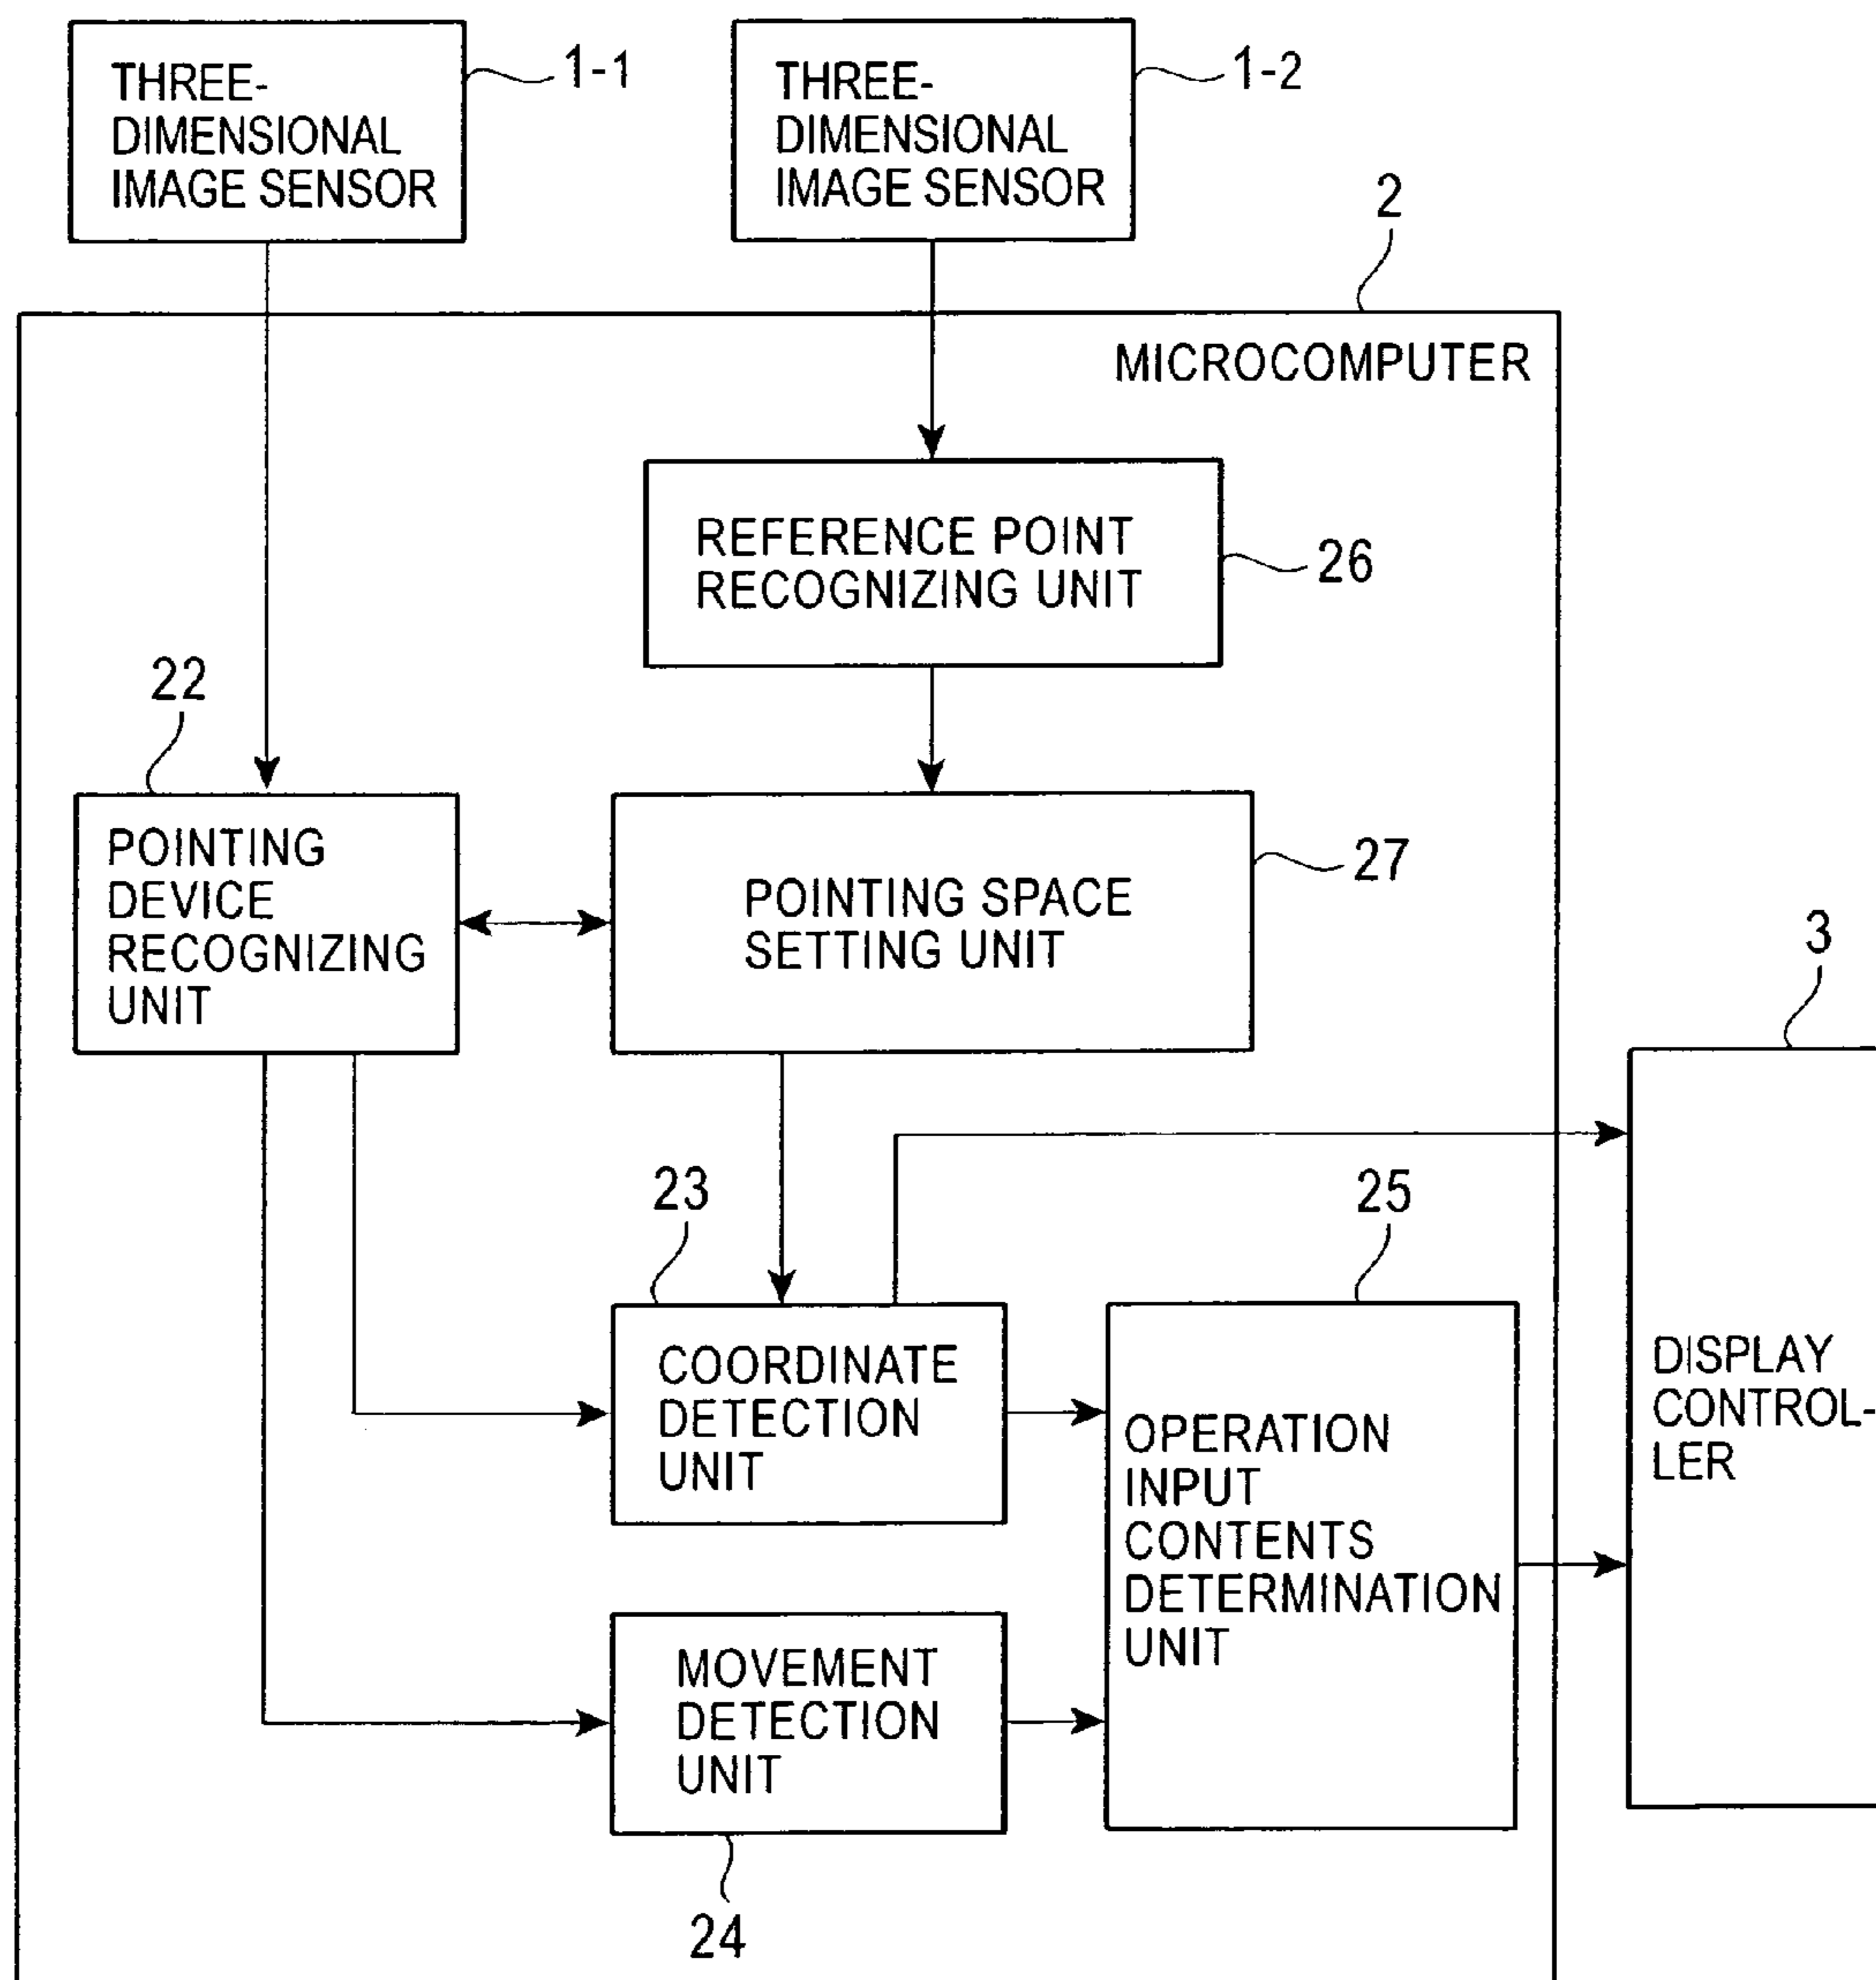 THREE-
DIMENSIONAL
IMAGE SENSOR
1-1
THREE-
DIMENSIONAL
IMAGE SENSOR
1-2
2
MICROCOMPUTER
REFERENCE POINT
RECOGNIZING UNIT
26
22
POINTING
DEVICE
RECOGNIZING
UNIT
POINTING SPACE
SETTING UNIT
27
3
DISPLAY
CONTROL-
LER
23
COORDINATE
DETECTION
UNIT
25
OPERATION
INPUT
CONTENTS
DETERMINATION
UNIT
MOVEMENT
DETECTION
UNIT
24